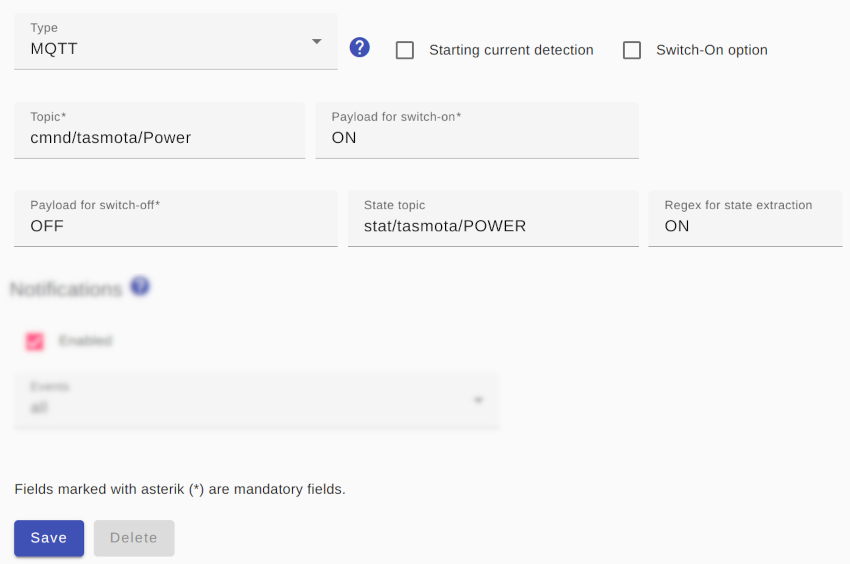 Type
MQTT
Starting current detection
Switch-On option
Topic*
cmnd/tasmota/Power
Payload for switch-on*
ON
Payload for switch-off*
OFF
State topic
stat/tasmota/POWER
Regex for state extraction
ON
Notifications
Enabled
Events
all
Fields marked with asterik (*) are mandatory fields.
Save
Delete